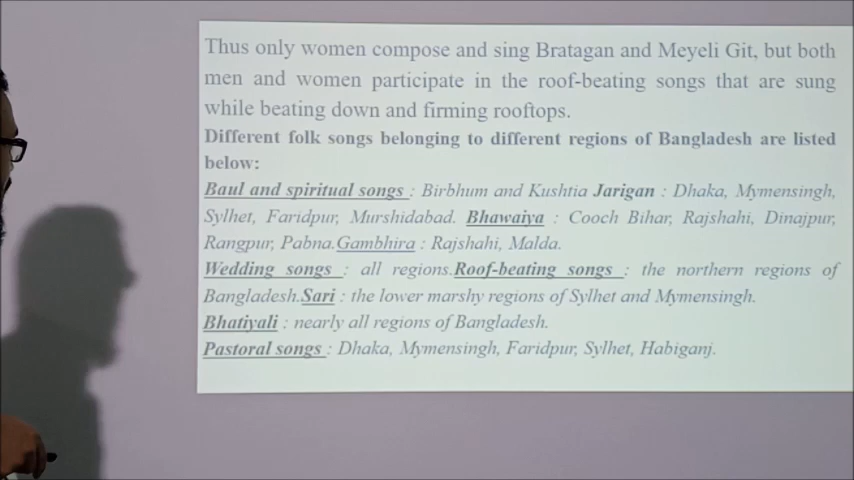 Thus only women compose and sing Bratagan and Meyeli Git, but both
men and women participate in the roof-beating songs that are sung
while beating down and firming rooftops.
Different folk songs belonging to different regions of Bangladesh are listed
below:
Baul and spiritual songs : Birbhum and Kushtia Jarigan : Dhaka, Mymensingh,
Sylhet, Faridpur, Murshidabad. Bhawaiya : Cooch Bihar, Rajshahi, Dinajpur,
Rangpur, Pabna.Gambhira : Rajshahi, Malda.
Wedding songs : all regions.Roof-beating songs : the northern regions of
Bangladesh.Sari : the lower marshy regions of Sylhet and Mymensingh.
Bhatiyali : nearly all regions of Bangladesh.
Pastoral songs : Dhaka, Mymensingh, Faridpur, Sylhet, Habiganj.